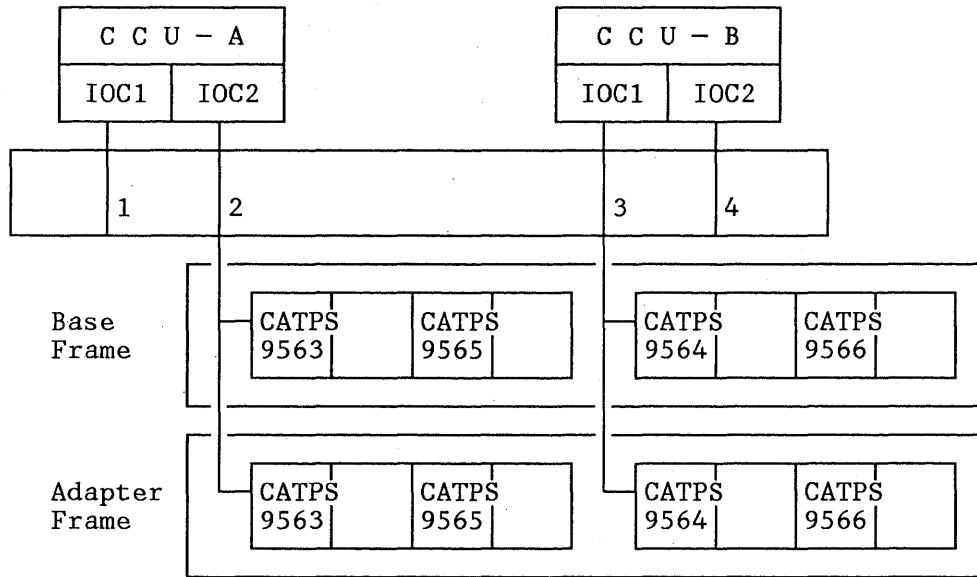 C C U – A
C C U – B
IOC1 IOC2
IOC1 IOC2
1 2 3 4
Base
Frame
CATPS
9563
CATPS
9565
CATPS
9564
CATPS
9566
Adapter
Frame
CATPS
9563
CATPS
9565
CATPS
9564
CATPS
9566